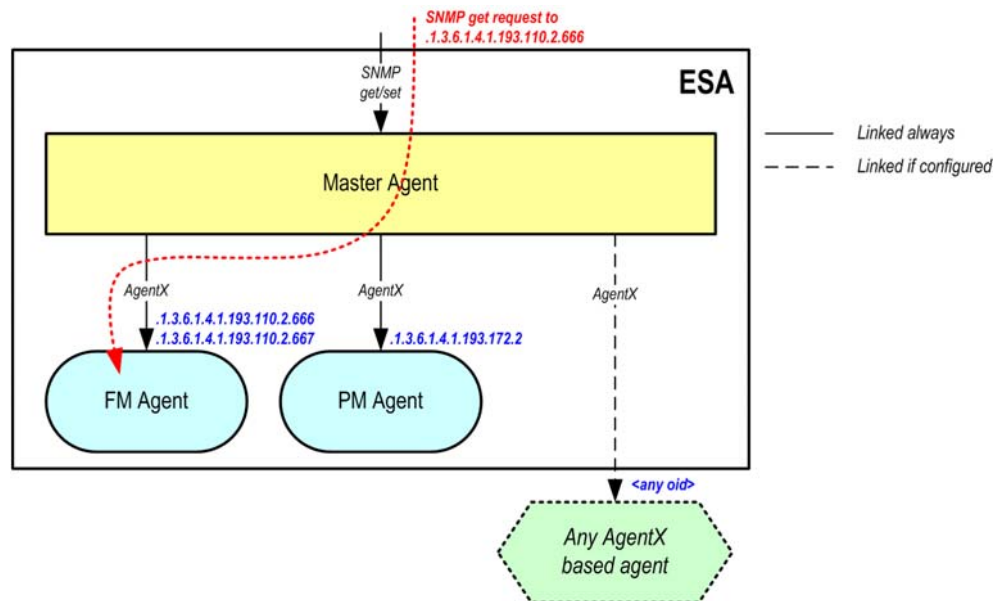 SNMP get request to
.1.3.6.1.4.1.193.110.2.666
SNMP
get/set
ESA
Linked always
Linked if configured
Master Agent
AgentX
AgentX
AgentX
.1.3.6.1.4.1.193.110.2.666
.1.3.6.1.4.1.193.110.2.667
.1.3.6.1.4.1.193.172.2
FM Agent
PM Agent
<any oid>
Any AgentX
based agent